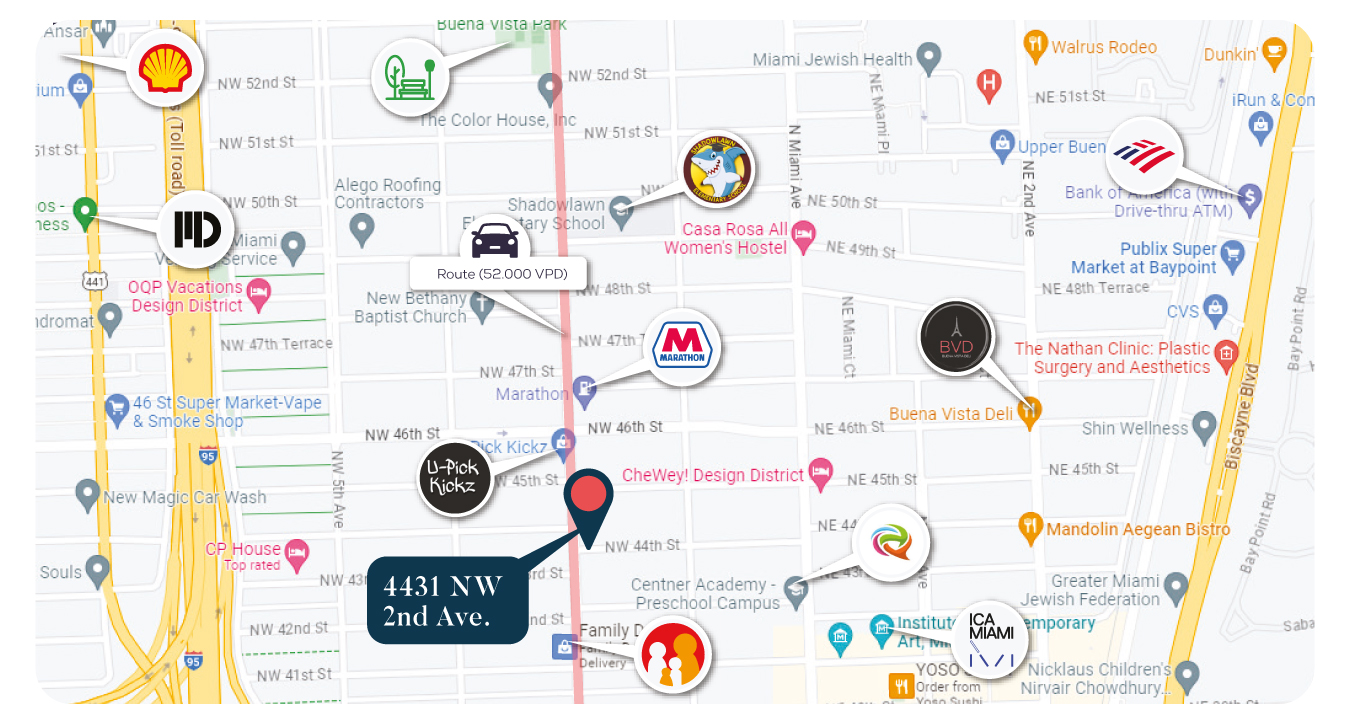 Ansar
Buena Vista Park
Walrus Rodeo
Dunkin'
Miami Jewish Health
NW 52nd St
NW 52nd St
H
NE Miami Pl
NE 51st St
iRun & Con
ium
(Toll road)
The Color House, Inc
NW 51st St
NW 51st St
51st St
SHADOWLAWN
ELEMENTARY SCHOOL
N Miami Ave
Upper Buen
NE 2nd Ave
Alego Roofing
Contractors
NW 50th St
Shadowlawn
Elementary School
NW
NE 50th St
Bank of America (with
Drive-thru ATM)
os -
ness
MD
Miami
Service
Casa Rosa All
Women's Hostel
NE 49th St
Publix Super
Market at Baypoint
Route (52.000 VPD)
441
OQP Vacations
Design District
New Bethany
Baptist Church
NW 48th St
NE 48th Terrace
CVS
ndromat
NE Miami Ct
Bay Point Rd
NW 47th Terrace
NW 47th T
MARATHON
BVD
The Nathan Clinic: Plastic
Surgery and Aesthetics
NW 47th St
Marathon
46 St Super Market-Vape
& Smoke Shop
Buena Vista Deli
Biscayne Blvd
NW 46th St
NW 46th St
NE 46th St
Shin Wellness
95
Pick Kickz
U-Pick
Kickz
NW 5th Ave
W 45th St
CheWey! Design District
NE 45th St
NE 45th St
New Magic Car Wash
NE 44
Mandolin Aegean Bistro
Bay Point Rd
CP House
Top rated
NW 44th St
Souls
NW 43r
rd St
4431 NW
2nd Ave.
Centner Academy -
Preschool Campus
NE 43rd
Ave
Greater Miami
Jewish Federation
NW 42nd St
nd St
Family D
Delivery
Institut
emporary
Art, Mi
ICA
MIAMI
Saba
95
NW 41st St
YOSO
Order from
Yoso Sushi
Nicklaus Children's
Nirvair Chowdhury...